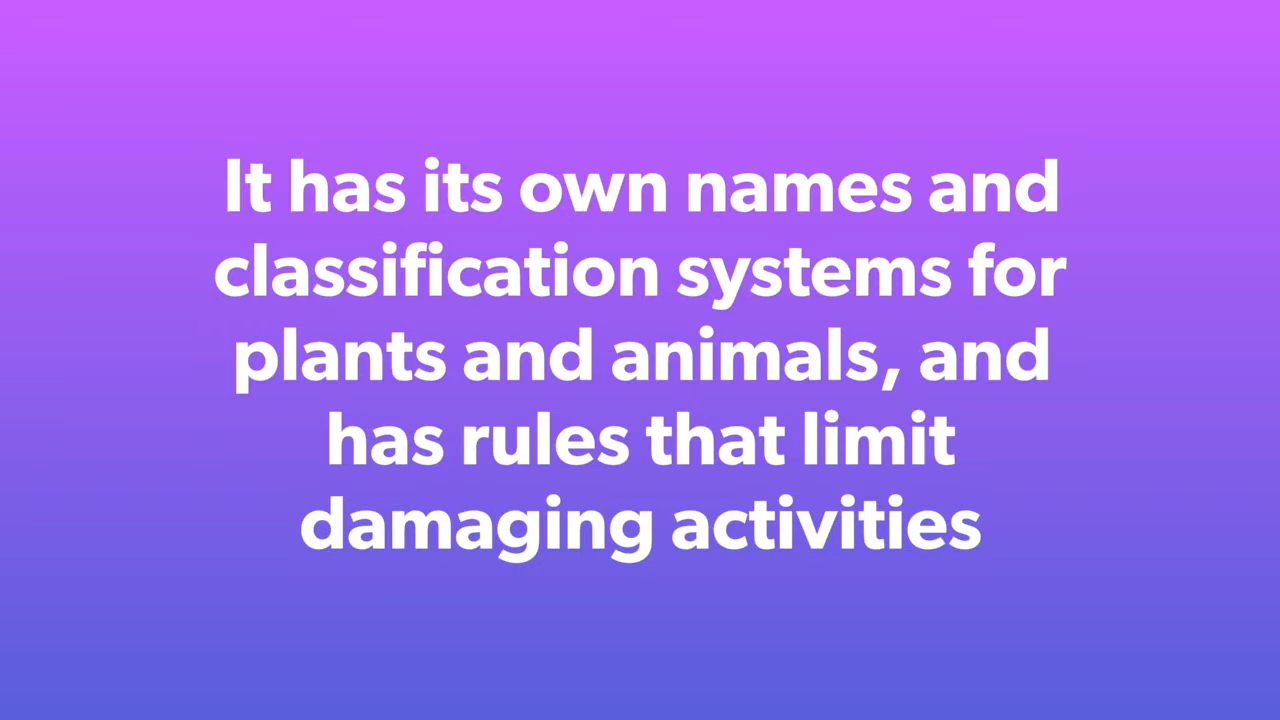 It has its own names and
classification systems for
plants and animals, and
has rules that limit
damaging activities